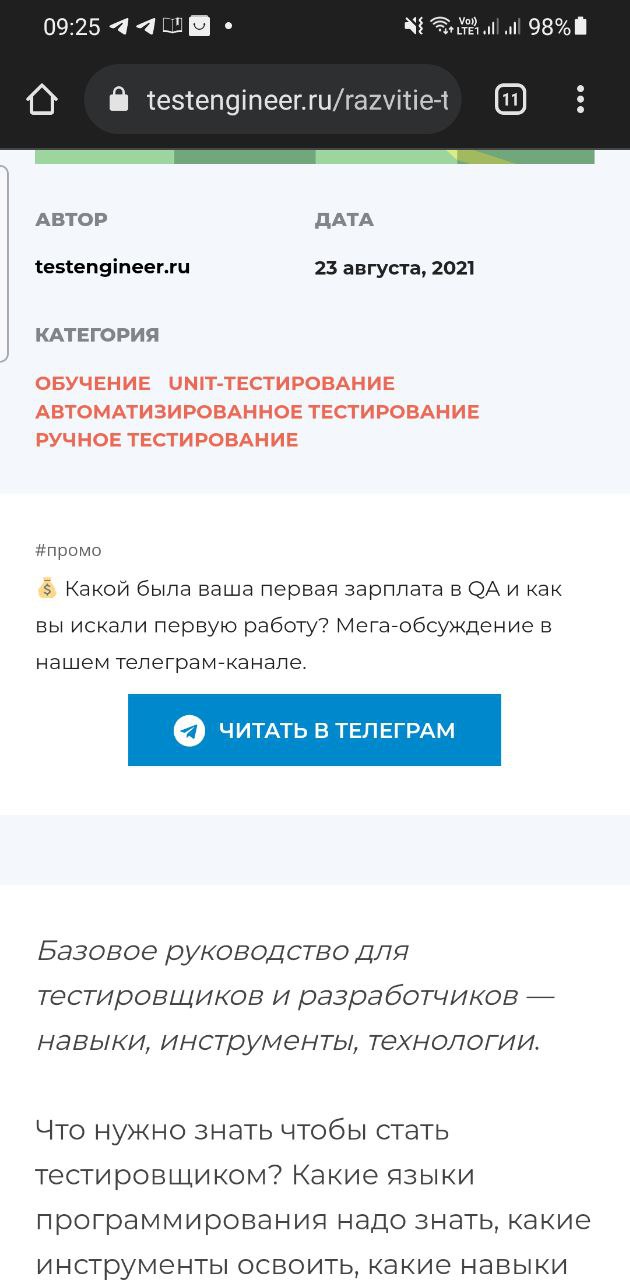 09:25
Vo))
LTE1
98%
testengineer.ru/razvitie-t
11
АВТОР
ДАТА
testengineer.ru
23 августа, 2021
КАТЕГОРИЯ
ОБУЧЕНИЕ UNIT-ТЕСТИРОВАНИЕ
АВТОМАТИЗИРОВАННОЕ ТЕСТИРОВАНИЕ
РУЧНОЕ ТЕСТИРОВАНИЕ
#промо
💰 Какой была ваша первая зарплата в QA и как
вы искали первую работу? Мега-обсуждение в
нашем телеграм-канале.
ЧИТАТЬ В ТЕЛЕГРАМ
Базовое руководство для
тестировщиков и разработчиков —
навыки, инструменты, технологии.
Что нужно знать чтобы стать
тестировщиком? Какие языки
программирования надо знать, какие
инструменты освоить, какие навыки